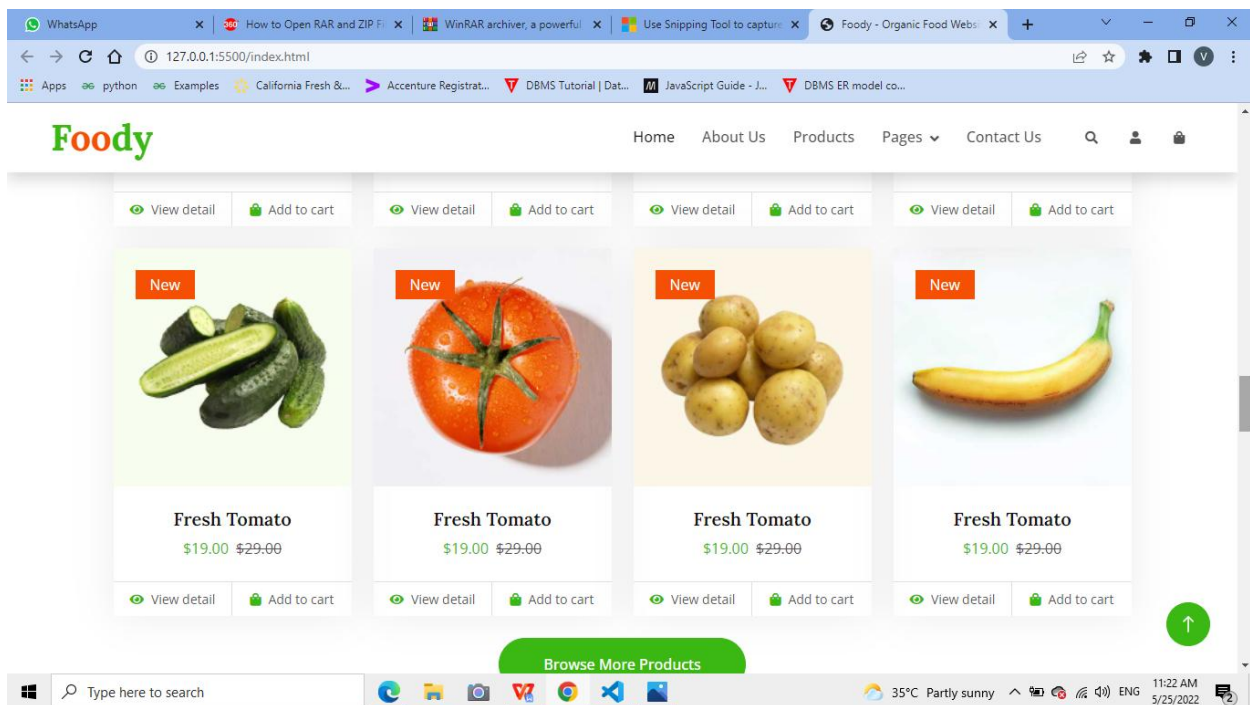 WhatsApp
How to Open RAR and ZIP Fi
WinRAR archiver, a powerful
Use Snipping Tool to capture
Foody - Organic Food Websi
127.0.0.1:5500/index.html
Apps
python
Examples
California Fresh &...
Accenture Registrat...
DBMS Tutorial | Dat...
JavaScript Guide - J...
DBMS ER model co...
V
Foody
Home About Us Products Pages Contact Us
View detail Add to cart View detail Add to cart View detail Add to cart View detail Add to cart
New New New New
Fresh Tomato Fresh Tomato Fresh Tomato Fresh Tomato
$19.00 $29.00 $19.00 $29.00 $19.00 $29.00 $19.00 $29.00
View detail Add to cart View detail Add to cart View detail Add to cart View detail Add to cart
Browse More Products
Type here to search
35°C Partly sunny
ENG
11:22 AM
5/25/2022
2